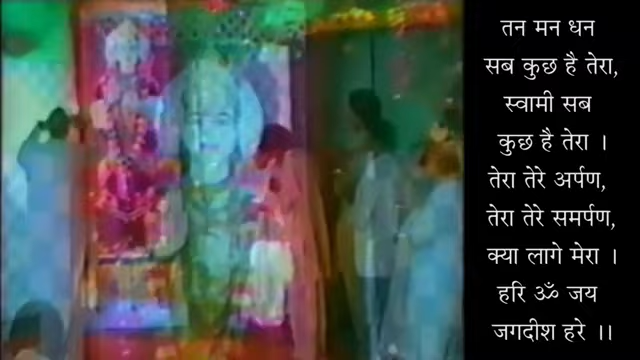 तन मन धन
सब कुछ है तेरा,
स्वामी सब
कुछ है तेरा ।
तेरा तेरे अर्पण,
तेरा तेरे समर्पण,
क्या लागे मेरा ।
हरि ॐ जय
जगदीश हरे ।।